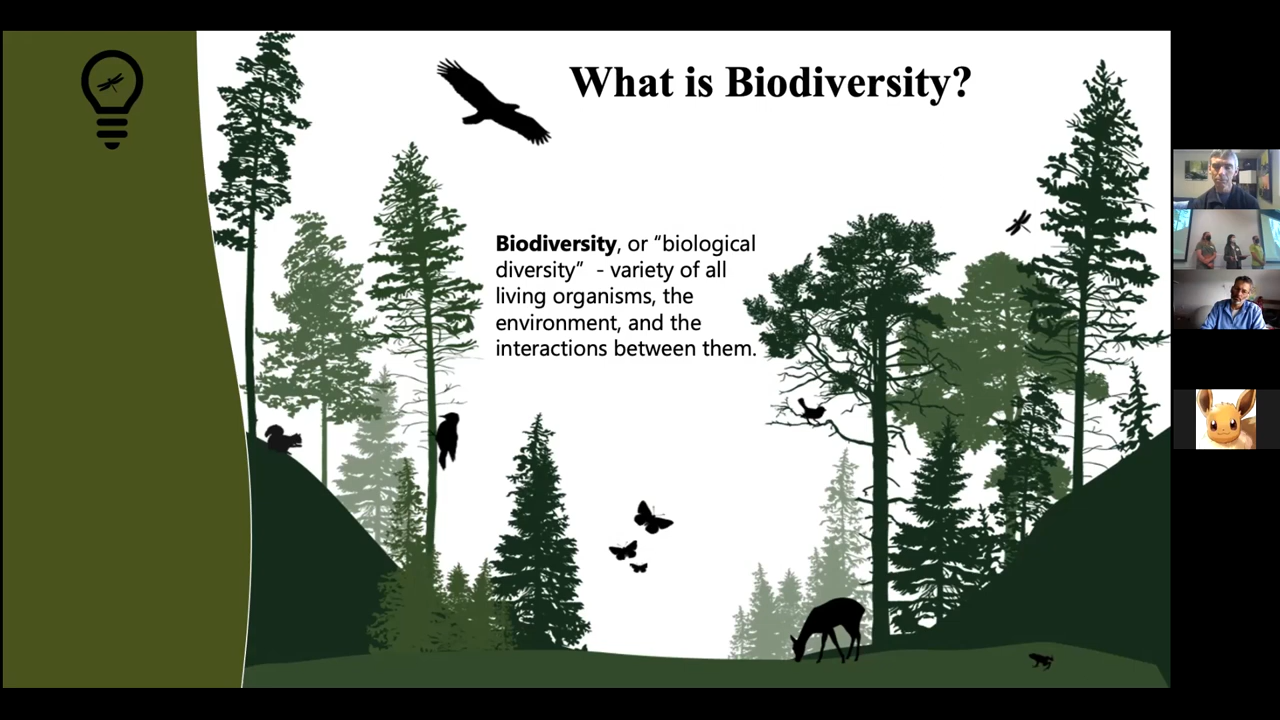 What is Biodiversity?
Biodiversity, or “biological
diversity”  - variety of all
living organisms, the
environment, and the
interactions between them.